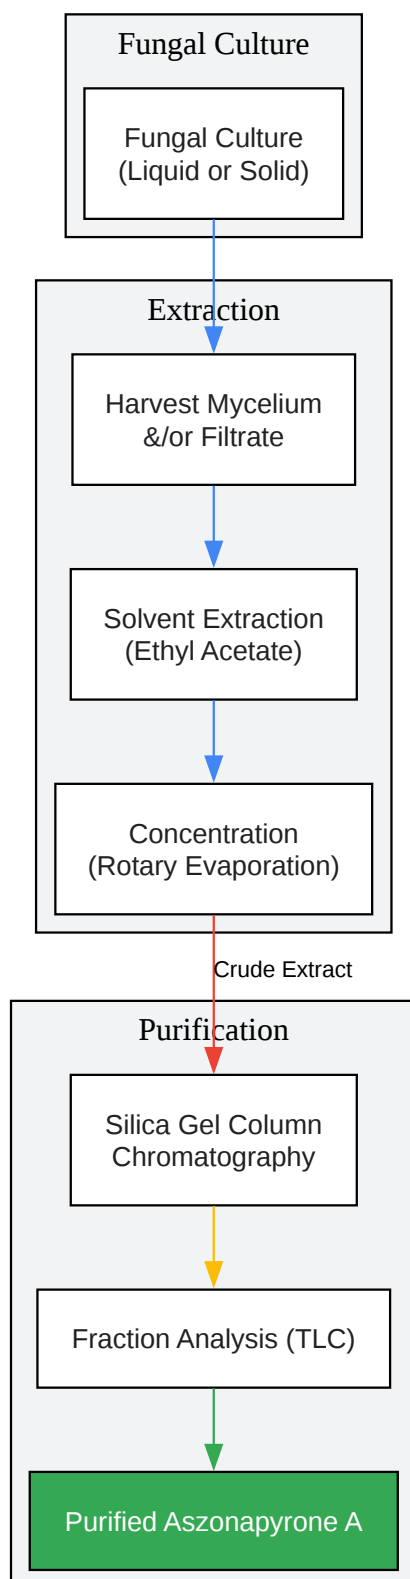 Fungal Culture
Fungal Culture
(Liquid or Solid)
Extraction
Harvest Mycelium
&/or Filtrate
Solvent Extraction
(Ethyl Acetate)
Concentration
(Rotary Evaporation)
Crude Extract
Purification
Silica Gel Column
Chromatography
Fraction Analysis (TLC)
Purified Aszonapyrone A